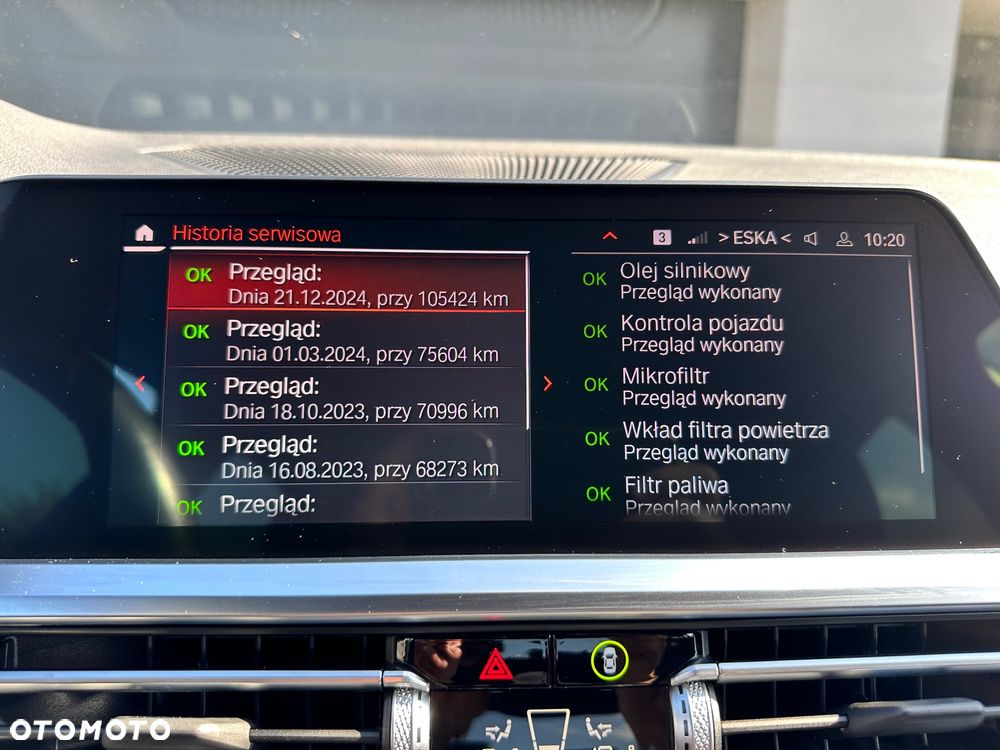 Historia serwisowa
3 >ESKA< 10:20
OK Przegląd:
Dnia 21.12.2024, przy 105424 km
OK Przegląd:
Dnia 01.03.2024, przy 75604 km
OK Przegląd:
Dnia 18.10.2023, przy 70996 km
OK Przegląd:
Dnia 16.08.2023, przy 68273 km
OK Przegląd:
OK Olej silnikowy
Przegląd wykonany
OK Kontrola pojazdu
Przegląd wykonany
OK Mikrofiltr
Przegląd wykonany
OK Wkład filtra powietrza
Przegląd wykonany
OK Filtr paliwa
Przegląd wykonany
OTOMOTO